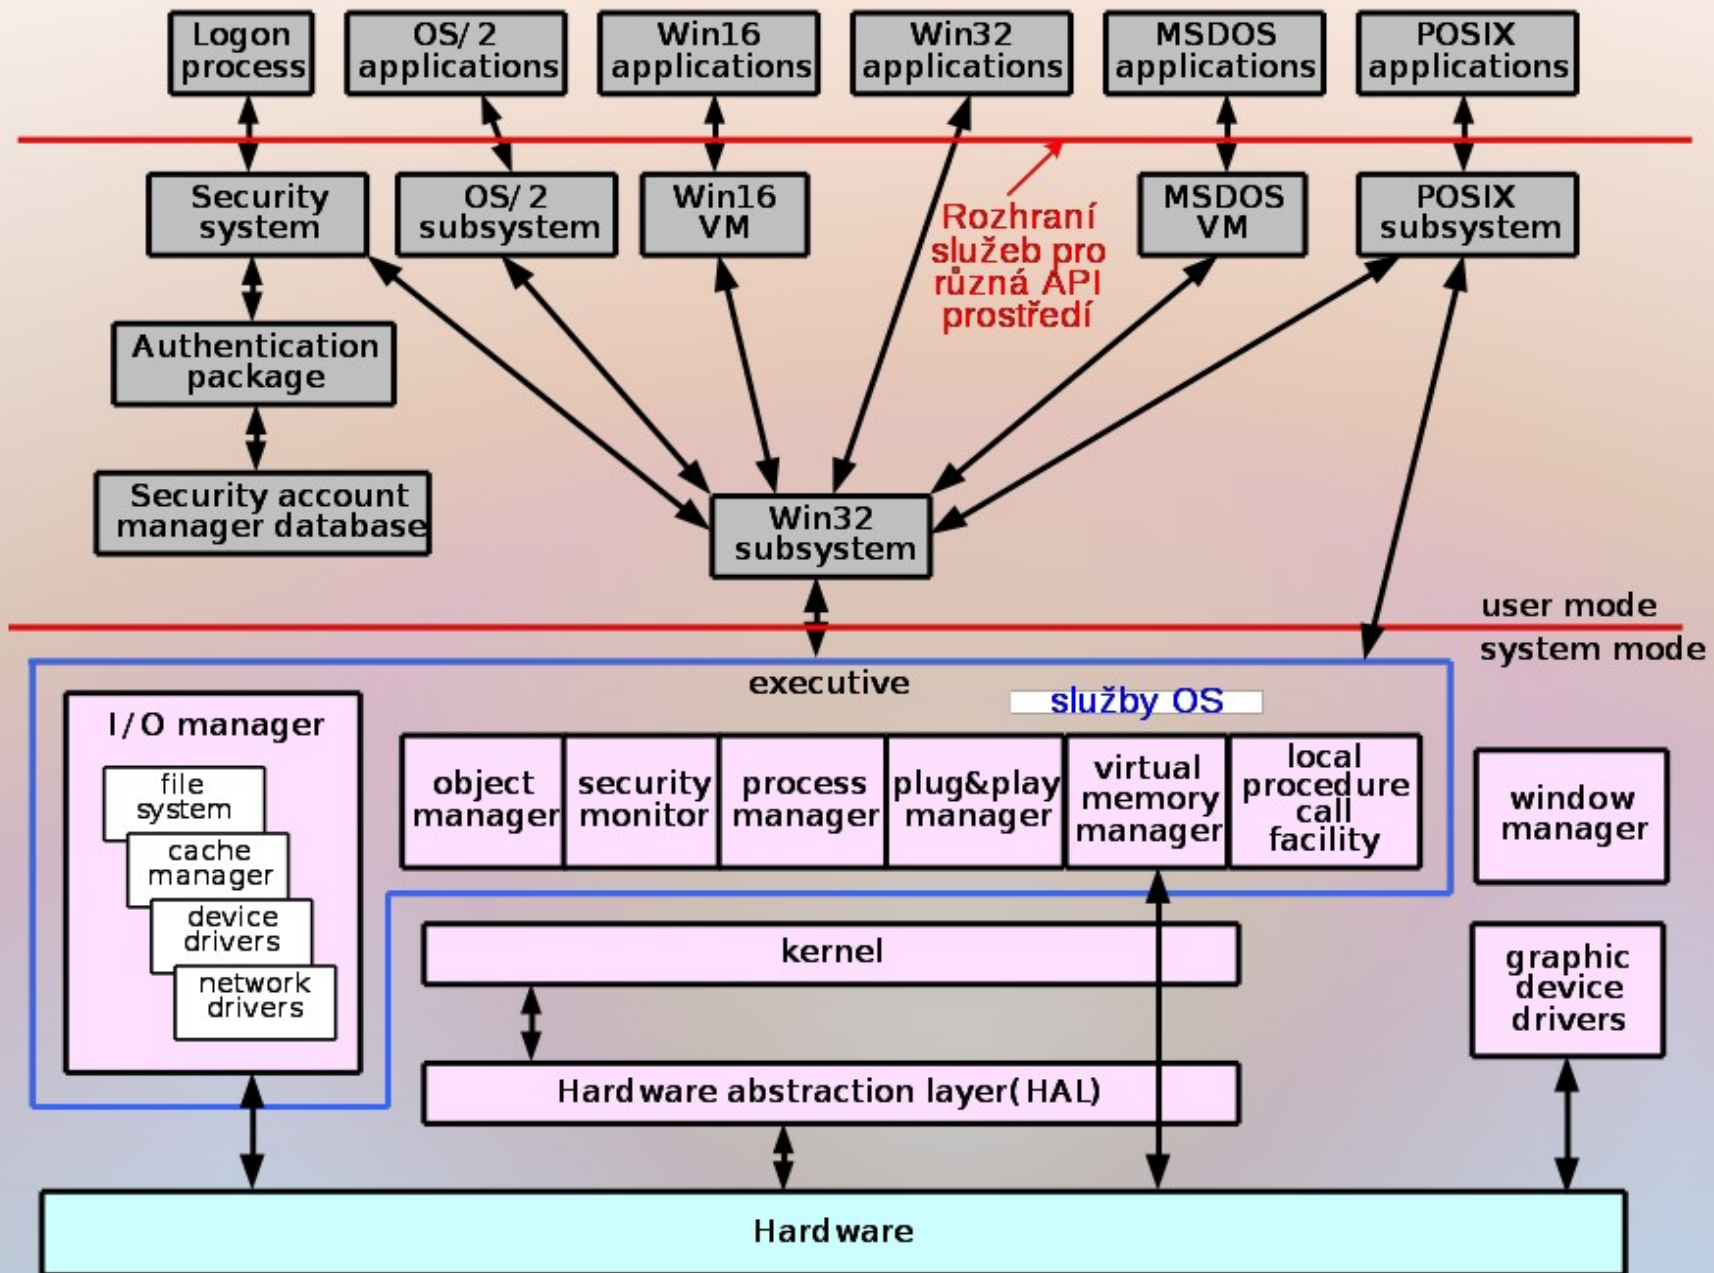 Logon
process
OS/2
applications
Win16
applications
Win32
applications
MSDOS
applications
POSIX
applications
Security
system
OS/2
subsystem
Win16
VM
Rozhraní
služeb pro
různá API
prostředí
MSDOS
VM
POSIX
subsystem
Authentication
package
Security account
manager database
Win32
subsystem
user mode
system mode
executive
služby OS
I/O manager
file
system
cache
manager
device
drivers
network
drivers
object
manager
security
monitor
process
manager
plug&play
manager
virtual
memory
manager
local
procedure
call
facility
window
manager
kernel
graphic
device
drivers
Hardware abstraction layer(HAL)
Hardware